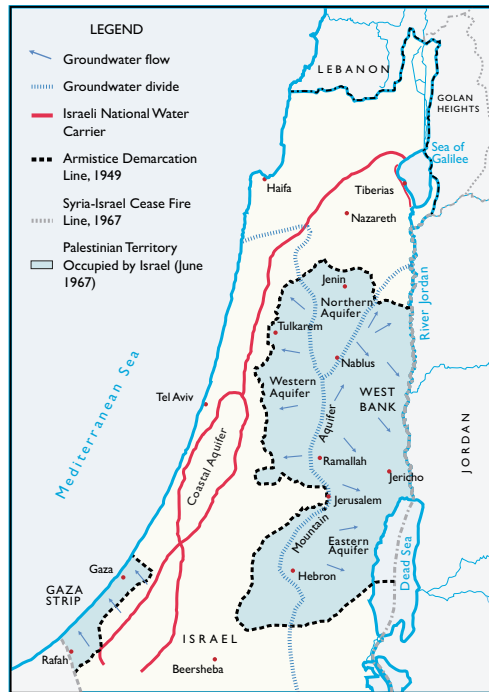 LEGEND
Groundwater flow
Groundwater divide
Israeli National Water
Carrier
Armistice Demarcation
Line, 1949
Syria-Israel Cease Fire
Line, 1967
Palestinian Territory
Occupied by Israel (June
1967)
LEBANON
GOLAN
HEIGHTS
Sea of
Galilee
Haifa
Tiberias
Nazareth
Jenin
Northern
Aquifer
River Jordan
Tulkarem
Nablus
Western
Aquifer
WEST
BANK
Mediterranean Sea
Tel Aviv
Coastal Aquifer
Mountain Aquifer
Ramallah
Jericho
JORDAN
Jerusalem
Eastern
Aquifer
Dead Sea
Hebron
Gaza
GAZA
STRIP
Rafah
ISRAEL
Beersheba